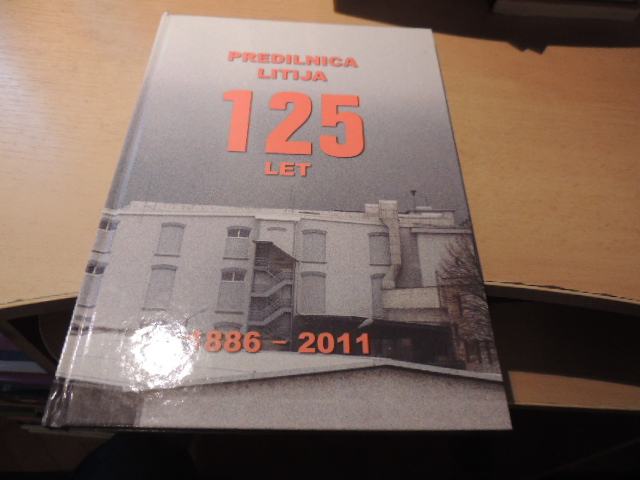 PREDILNICA
LITIJA
125
LET
1886 - 2011